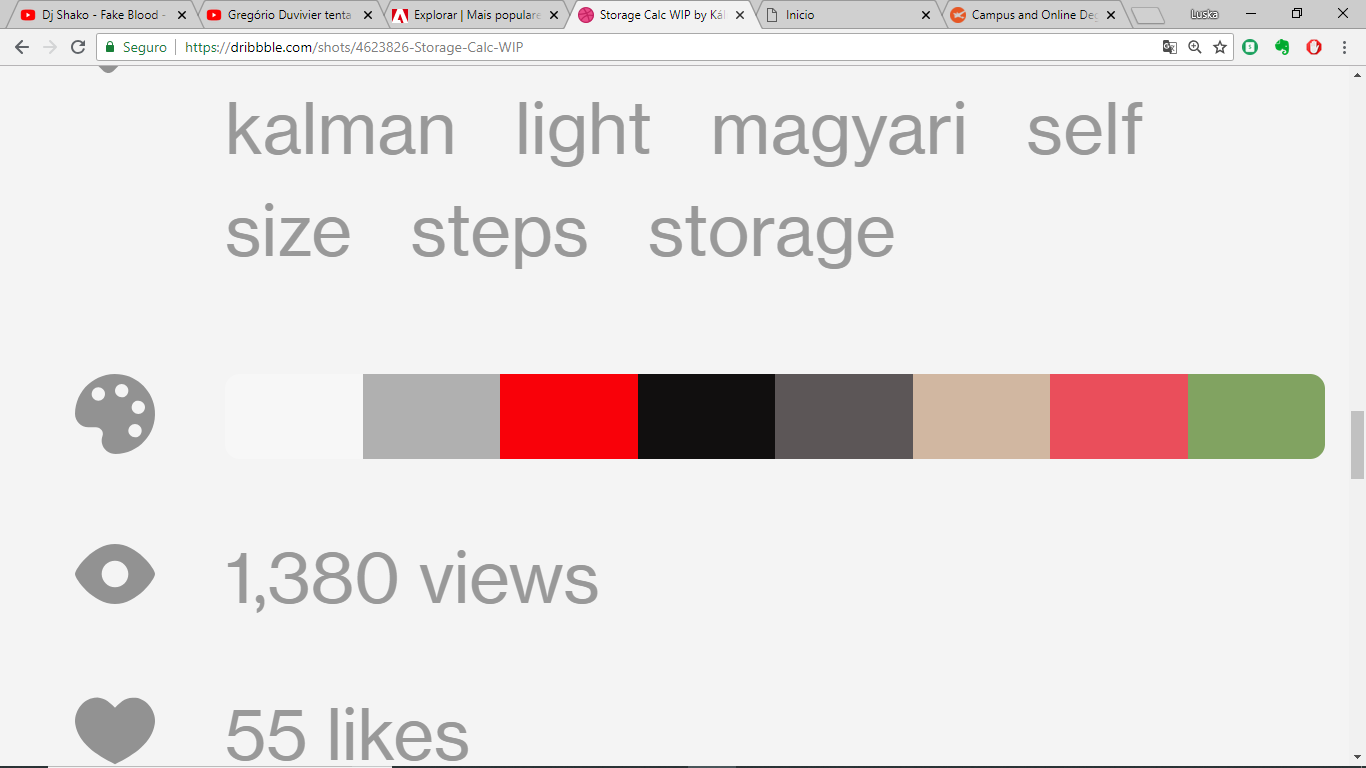 Dj Shako - Fake Blood -
Gregório Duvivier tenta
Explorar | Mais populare
Storage Calc WIP by Kál
Inicio
Campus and Online Deg
Luska
Seguro
https://dribbble.com/shots/4623826-Storage-Calc-WIP
kalman light magyari self
size steps storage
1,380 views
55 likes